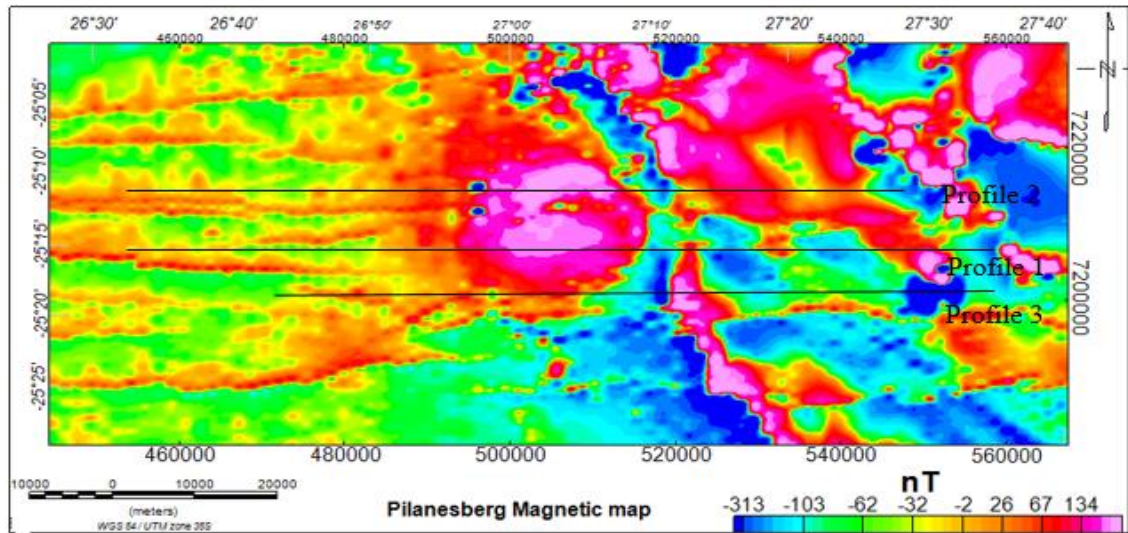 26°30' 26°40' 26°50' 27°00' 27°10' 27°20' 27°30' 27°40'
460000 480000 500000 520000 540000 560000
-25°05'
-25°10'
-25°15'
-25°20'
-25°25'
7220000
7200000
Profile 2
Profile 1
Profile 3
460000 480000 500000 520000 540000 560000
10000 0 10000 20000
(meters)
WGS 84 / UTM zone 35S
Pilanesberg Magnetic map
nT
-313 -103 -62 -32 -2 26 67 134